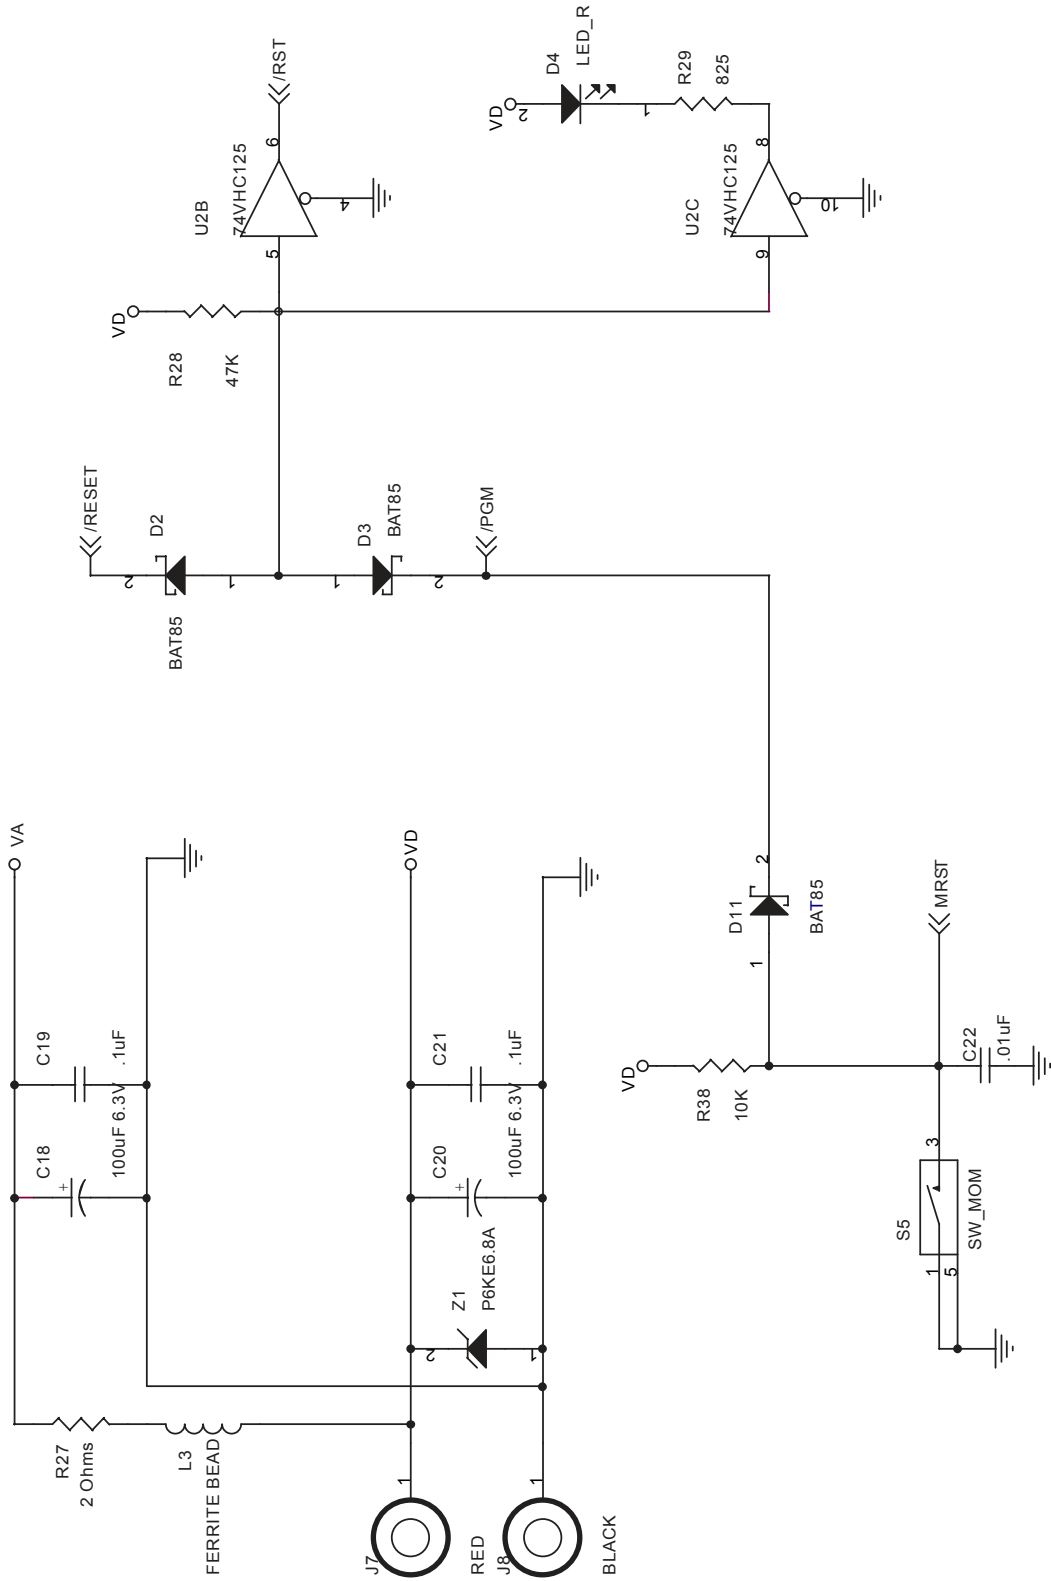 /RST
6
U2B
74VHC125
4
5
VD
2
D4
LED_R
1
R29
825
8
U2C
74VHC125
10
9
VD
R28
47K
/RESET
2
D2
BAT85
1
1
D3
BAT85
2
/PGM
VA
C19
.1uF
C18
100uF 6.3V
+
VD
C21
.1uF
C20
100uF 6.3V
+
Z1
P6KE6.8A
2
1
R27
2 Ohms
L3
FERRITE BEAD
1
J7
RED
1
J8
BLACK
2
D11
BAT85
1
VD
R38
10K
MRST
C22
.01uF
3
S5
SW_MOM
1
5